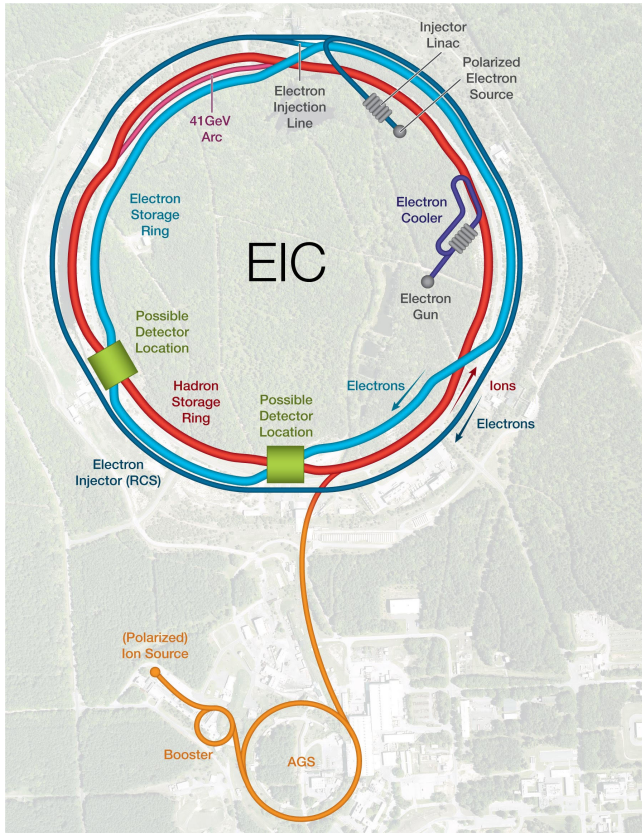 Injector
Linac
Polarized
Electron
Source
Electron
Injection
Line
41GeV
Arc
Electron
Storage
Ring
Electron
Cooler
EIC
Electron
Gun
Possible
Detector
Location
Hadron
Storage
Ring
Possible
Detector
Location
Electrons
Ions
Electrons
Electron
Injector (RCS)
(Polarized)
Ion Source
Booster
AGS